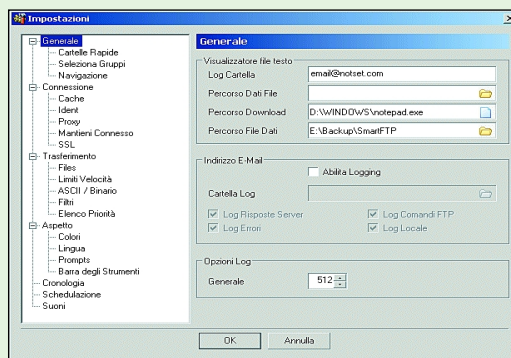 Impostazioni
Generale
Cartelle Rapide
Seleziona Gruppi
Navigazione
Connessione
Cache
Ident
Proxy
Mantieni Connesso
SSL
Trasferimento
Files
Limiti Velocità
ASCII / Binario
Filtri
Elenco Priorità
Aspetto
Colori
Lingua
Prompts
Barra degli Strumenti
Cronologia
Schedulazione
Suoni
Generale
Visualizzatore file testo
Log Cartella email@notset.com
Percorso Dati File
Percorso Download D:\WINDOWS\notepad.exe
Percorso File Dati E:\Backup\SmartFTP
Indirizzo E-Mail
Abilita Logging
Cartella Log
Log Risposte Server Log Comandi FTP
Log Errori Log Locale
Opzioni Log
Generale 512
OK Annulla